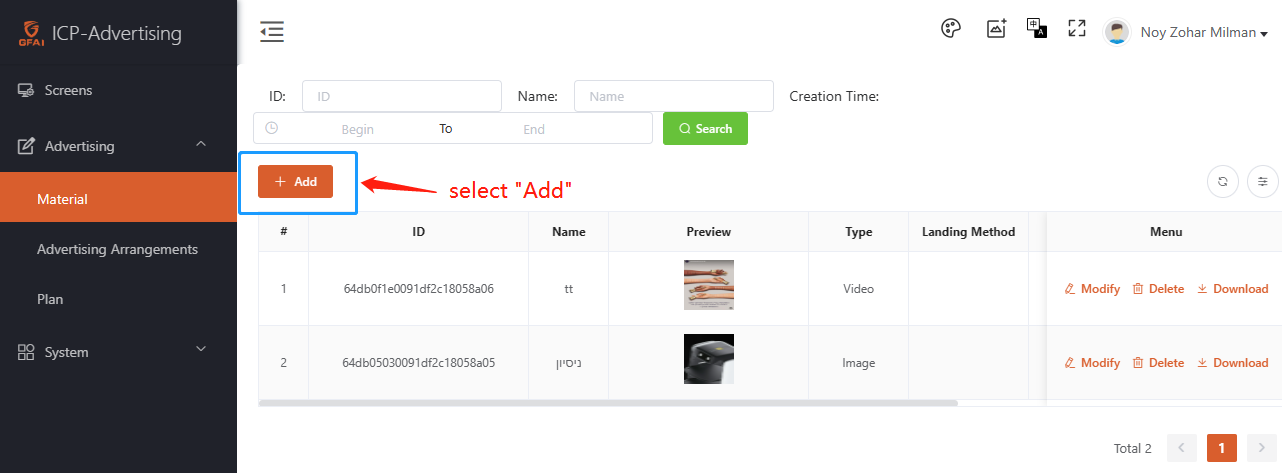 GFAI ICP-Advertising
Noy Zohar Milman
Screens
Advertising
Material
Advertising Arrangements
Plan
System
ID: ID Name: Name Creation Time:
Begin To End Search
+ Add
select "Add"
# ID Name Preview Type Landing Method Menu
1 64db0f1e0091df2c18058a06 tt Video Modify Delete Download
2 64db05030091df2c18058a05 ניסיון Image Modify Delete Download
Total 2 < 1 >